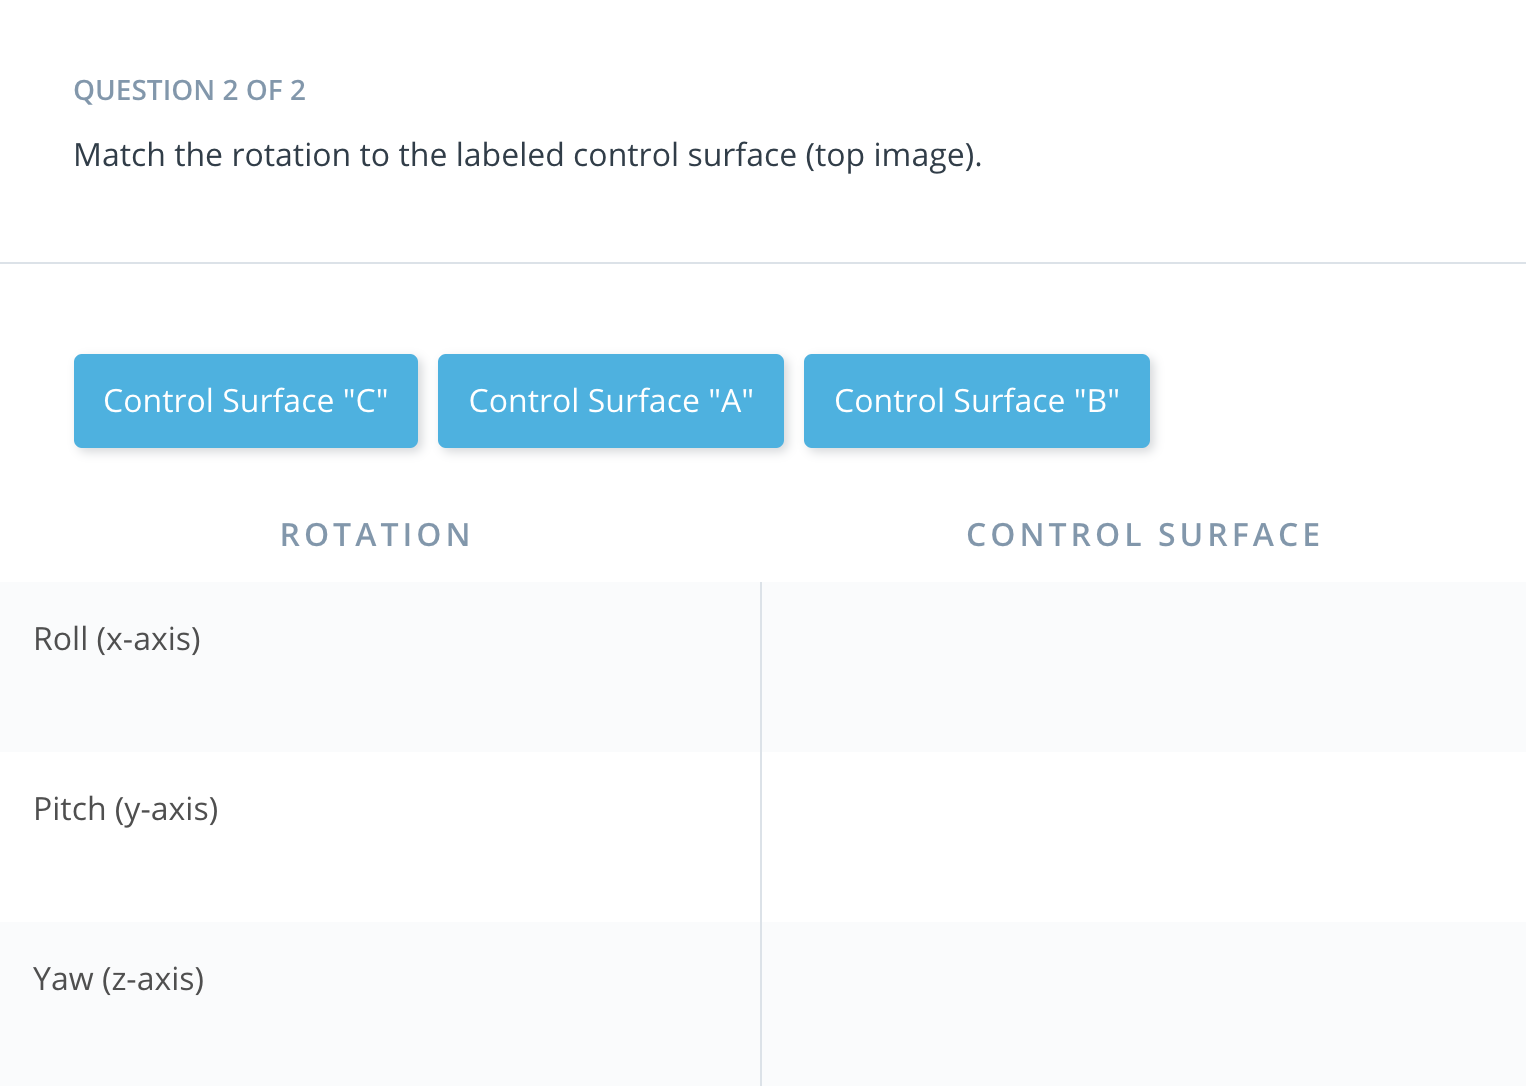 QUESTION 2 OF 2
Match the rotation to the labeled control surface (top image).
Control Surface "C" Control Surface "A" Control Surface "B"
ROTATION CONTROL SURFACE
Roll (x-axis)
Pitch (y-axis)
Yaw (z-axis)